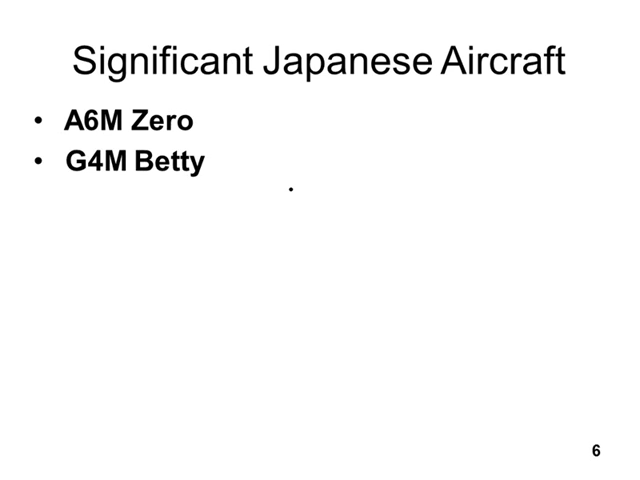 Significant Japanese Aircraft
• A6M Zero
• G4M Betty
6